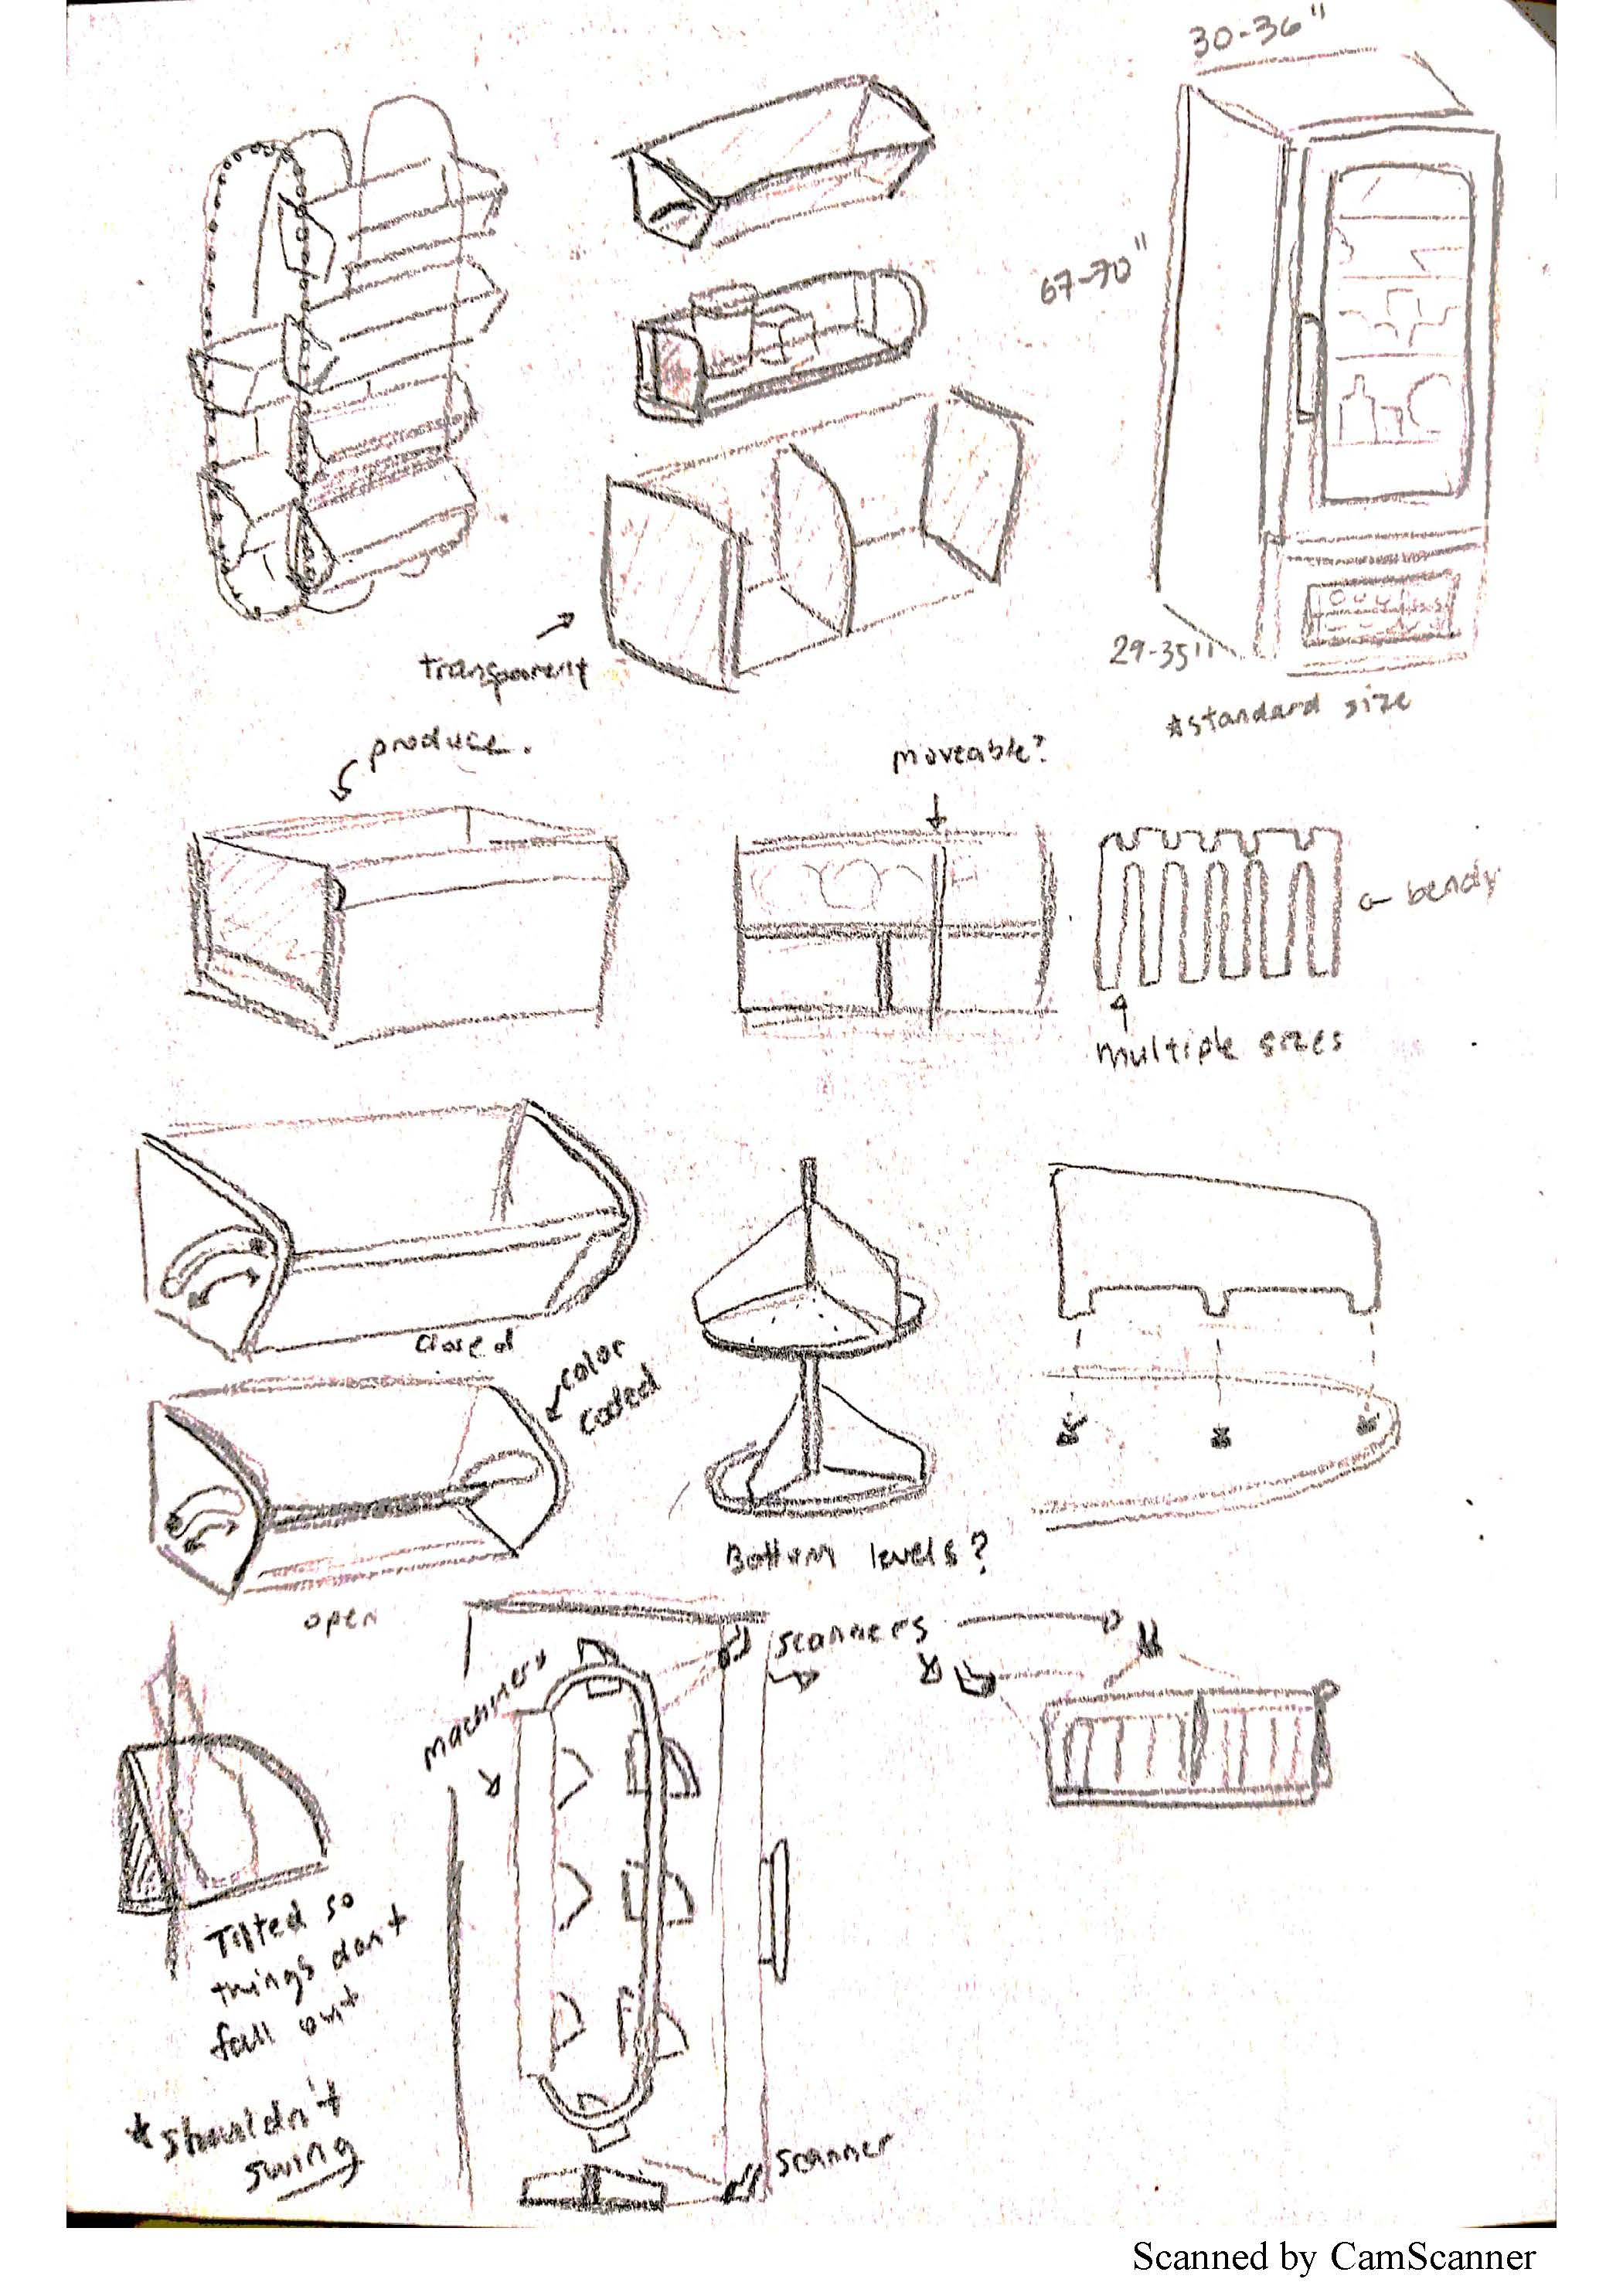 30-36"
67-70"
transparent
29-35"
*standard size
produce.
moveable?
bendy
multiple sizes
closed
color
coded
Bottom levels?
open
machinery
scanners
Tilted so
things don't
fall out
*shouldn't
swing
scanner
Scanned by CamScanner